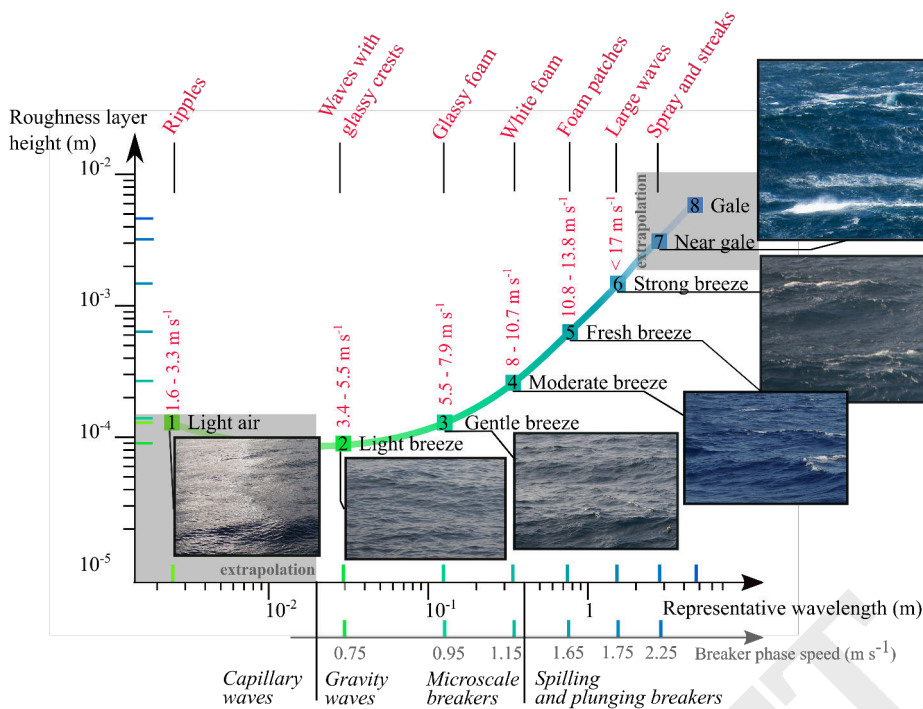 Ripples
Waves with
glassy crests
Glassy foam
White foam
Foam patches
Large waves
Spray and streaks
Roughness layer
height (m)
10⁻²
10⁻³
10⁻⁴
10⁻⁵
1.6 - 3.3 m s⁻¹
3.4 - 5.5 m s⁻¹
5.5 - 7.9 m s⁻¹
8 - 10.7 m s⁻¹
10.8 - 13.8 m s⁻¹
< 17 m s⁻¹
extrapolation
8 Gale
7 Near gale
6 Strong breeze
5 Fresh breeze
4 Moderate breeze
3 Gentle breeze
2 Light breeze
1 Light air
extrapolation
10⁻²
10⁻¹
1
Representative wavelength (m)
0.75
0.95
1.15
1.65
1.75
2.25
Breaker phase speed (m s⁻¹)
Capillary
waves
Gravity
waves
Microscale
breakers
Spilling
and plunging breakers